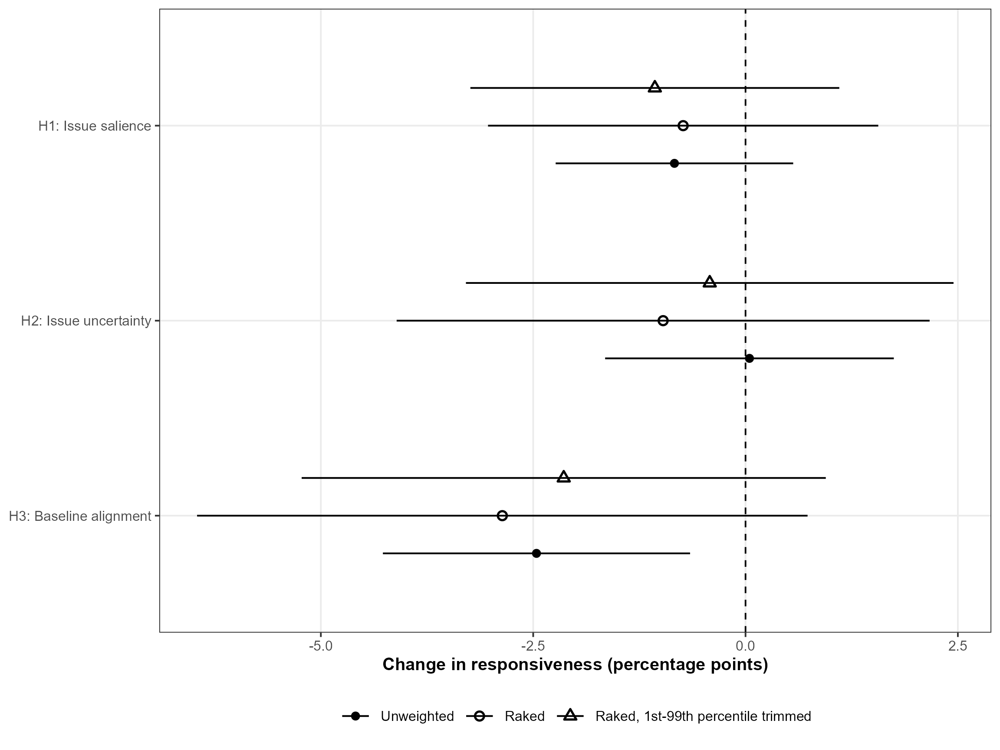 H1: Issue salience
H2: Issue uncertainty
H3: Baseline alignment
-5.0 -2.5 0.0 2.5
Change in responsiveness (percentage points)
Unweighted Raked Raked, 1st-99th percentile trimmed